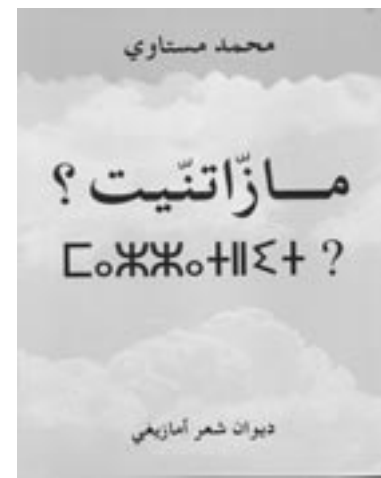 محمد مستاوي
مـــازّاتنّيت ؟
ⵎⴰⵣⵣⴰⵜⵏⵏⵉⵜ ?
ديوان شعر أمازيغي